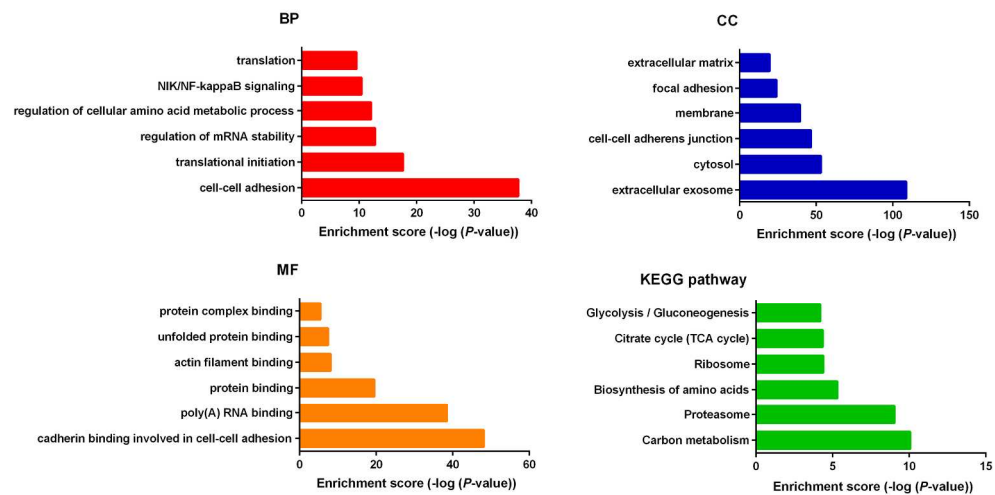 BP
translation
NIK/NF-kappaB signaling
regulation of cellular amino acid metabolic process
regulation of mRNA stability
translational initiation
cell-cell adhesion
0 10 20 30 40
Enrichment score (-log (P-value))
CC
extracellular matrix
focal adhesion
membrane
cell-cell adherens junction
cytosol
extracellular exosome
0 50 100 150
Enrichment score (-log (P-value))
MF
protein complex binding
unfolded protein binding
actin filament binding
protein binding
poly(A) RNA binding
cadherin binding involved in cell-cell adhesion
0 20 40 60
Enrichment score (-log (P-value))
KEGG pathway
Glycolysis / Gluconeogenesis
Citrate cycle (TCA cycle)
Ribosome
Biosynthesis of amino acids
Proteasome
Carbon metabolism
0 5 10 15
Enrichment score (-log (P-value))